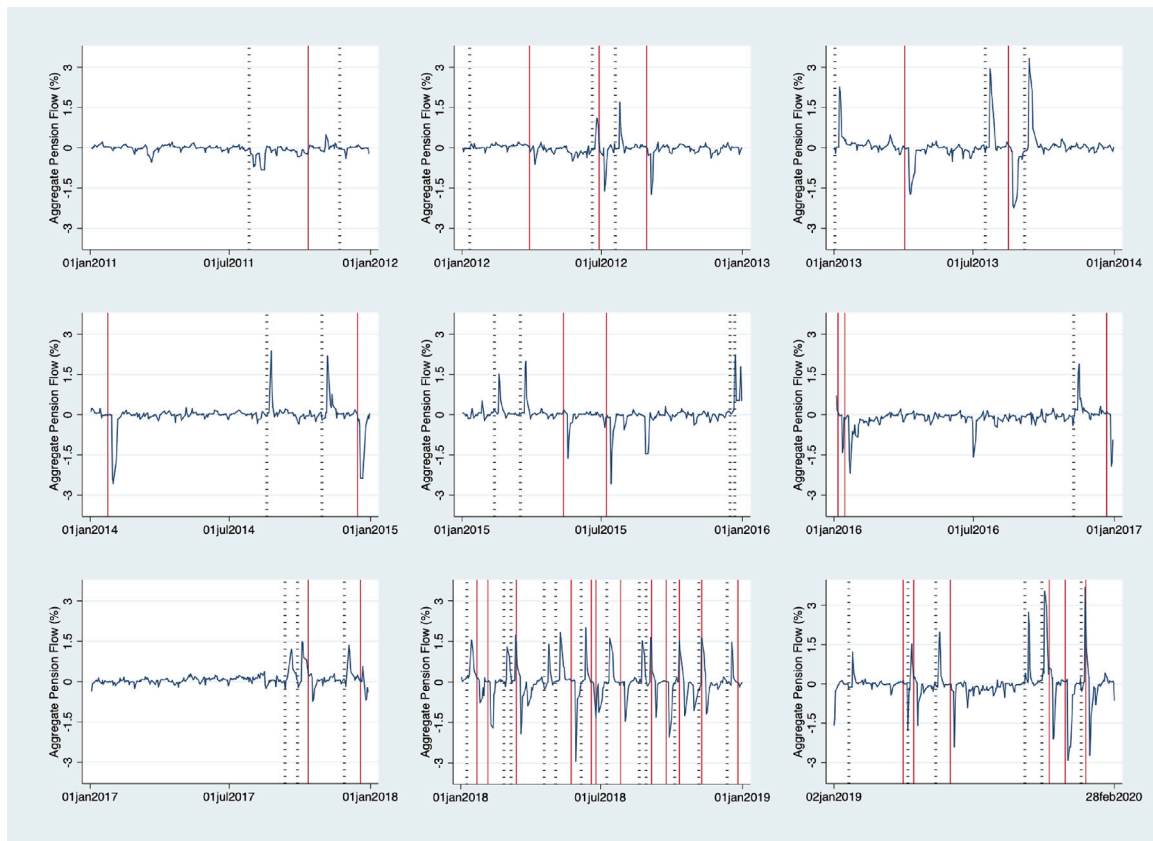 Aggregate Pension Flow (%)
3
1.5
0
-1.5
-3
01jan2011
01jul2011
01jan2012
Aggregate Pension Flow (%)
3
1.5
0
-1.5
-3
01jan2012
01jul2012
01jan2013
Aggregate Pension Flow (%)
3
1.5
0
-1.5
-3
01jan2013
01jul2013
01jan2014
Aggregate Pension Flow (%)
3
1.5
0
-1.5
-3
01jan2014
01jul2014
01jan2015
Aggregate Pension Flow (%)
3
1.5
0
-1.5
-3
01jan2015
01jul2015
01jan2016
Aggregate Pension Flow (%)
3
1.5
0
-1.5
-3
01jan2016
01jul2016
01jan2017
Aggregate Pension Flow (%)
3
1.5
0
-1.5
-3
01jan2017
01jul2017
01jan2018
Aggregate Pension Flow (%)
3
1.5
0
-1.5
-3
01jan2018
01jul2018
01jan2019
Aggregate Pension Flow (%)
3
1.5
0
-1.5
-3
02jan2019
28feb2020